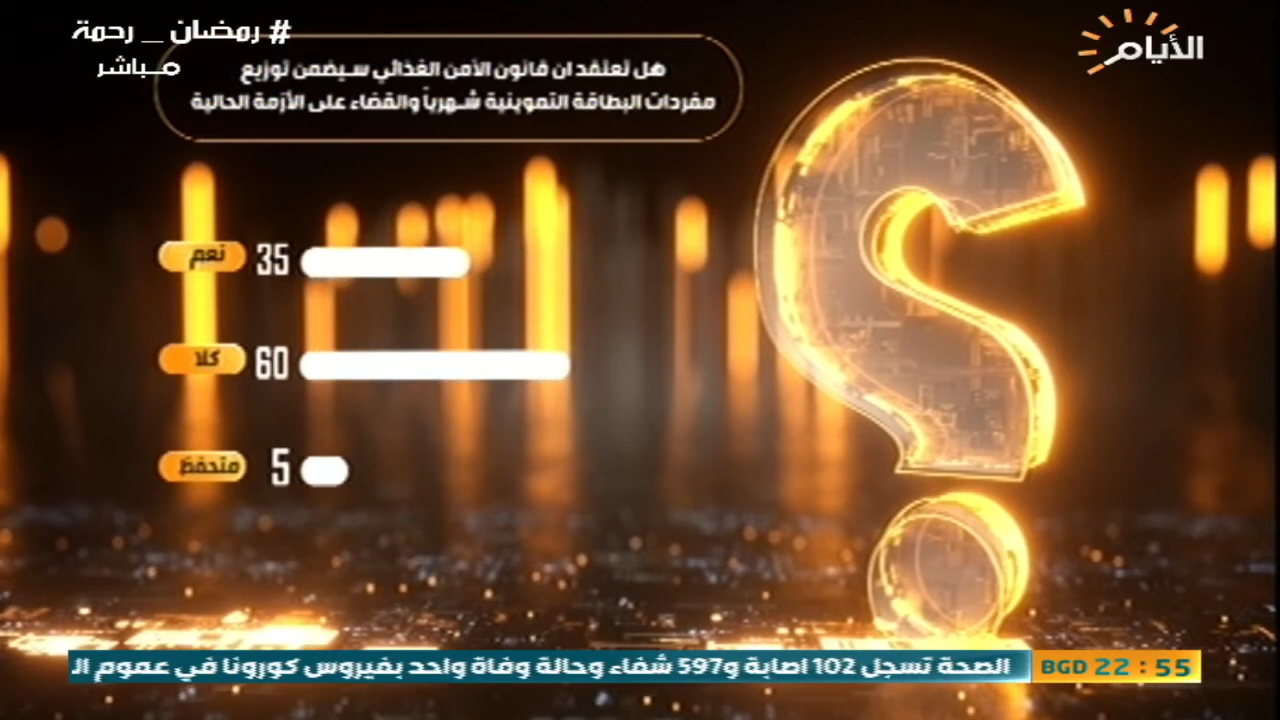 # رمضان _ رحمة
مباشر
الأيام
هل تعتقد ان قانون الأمن الغذائي سيضمن توزيع
مفردات البطاقة التموينية شهرياً والقضاء على الأزمة الحالية
نعم 35
كلا 60
متحفظ 5
الصحة تسجل 102 اصابة و597 شفاء وحالة وفاة واحد بفيروس كورونا في عموم ال
BGD 22 : 55